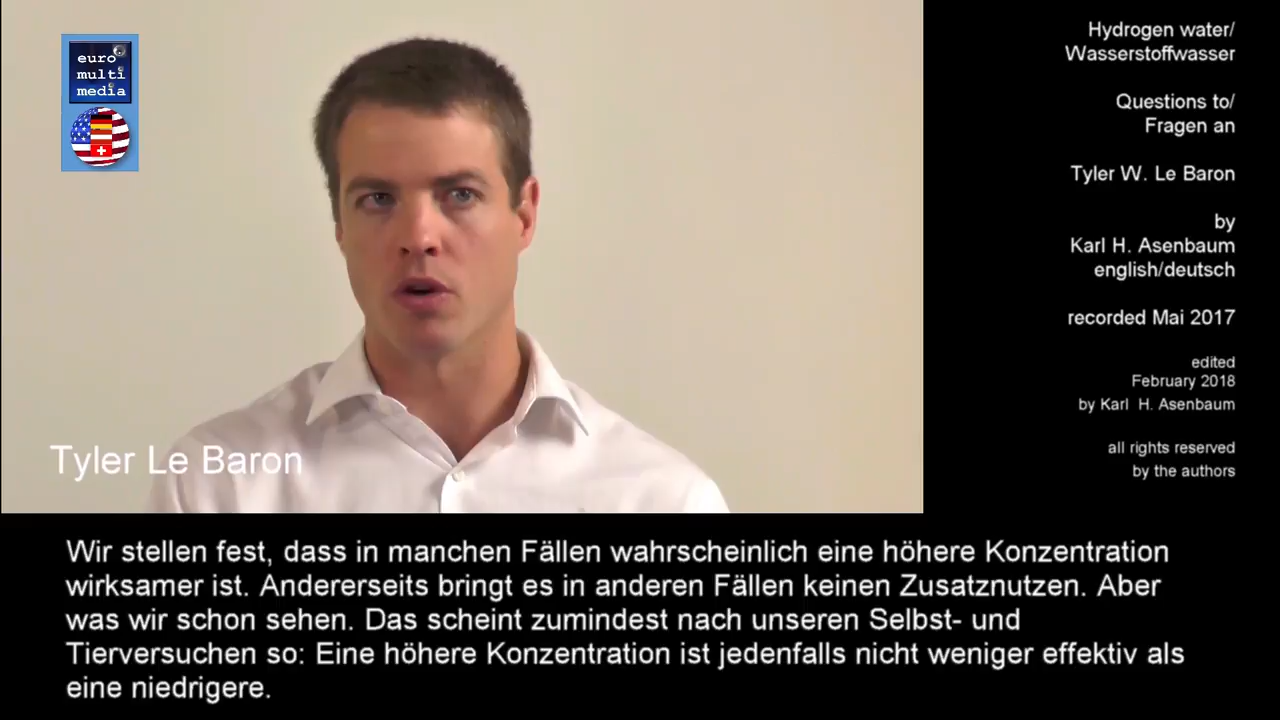 euro
multi
media
Hydrogen water/
Wasserstoffwasser
Questions to/
Fragen an
Tyler W. Le Baron
by
Karl H. Asenbaum
english/deutsch
recorded Mai 2017
edited
February 2018
by Karl H. Asenbaum
all rights reserved
by the authors
Tyler Le Baron
Wir stellen fest, dass in manchen Fällen wahrscheinlich eine höhere Konzentration
wirksamer ist. Andererseits bringt es in anderen Fällen keinen Zusatznutzen. Aber
was wir schon sehen. Das scheint zumindest nach unseren Selbst- und
Tierversuchen so: Eine höhere Konzentration ist jedenfalls nicht weniger effektiv als
eine niedrigere.